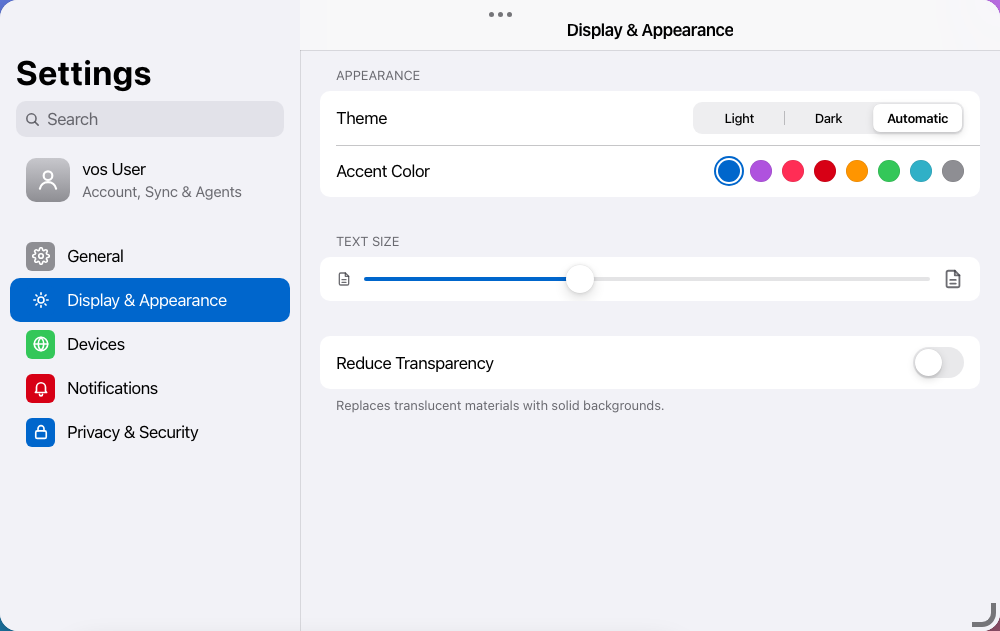 Display & Appearance
Settings
Search
vos User
Account, Sync & Agents
General
Display & Appearance
Devices
Notifications
Privacy & Security
APPEARANCE
Theme
Light
Dark
Automatic
Accent Color
TEXT SIZE
Reduce Transparency
Replaces translucent materials with solid backgrounds.